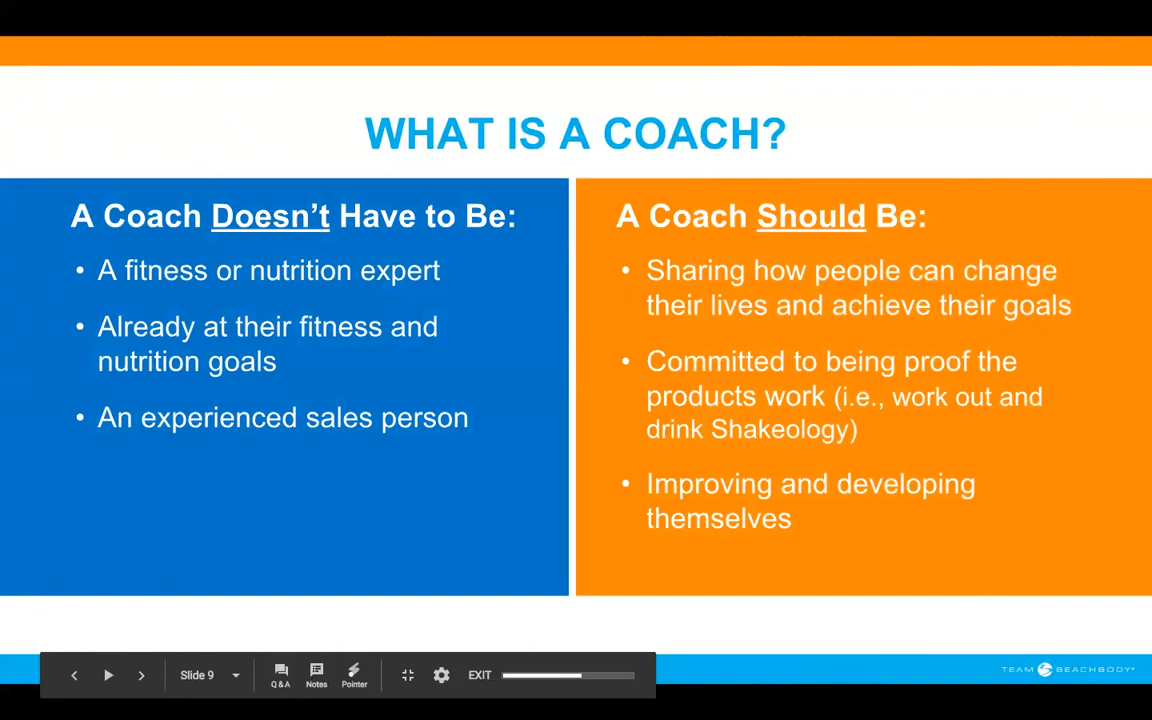 WHAT IS A COACH?
A Coach Doesn't Have to Be:
• A fitness or nutrition expert
• Already at their fitness and
nutrition goals
• An experienced sales person
A Coach Should Be:
• Sharing how people can change
their lives and achieve their goals
• Committed to being proof the
products work (i.e., work out and
drink Shakeology)
• Improving and developing
themselves
Slide 9
Q & A
Notes
Pointer
EXIT
TEAM BEACHBODY®